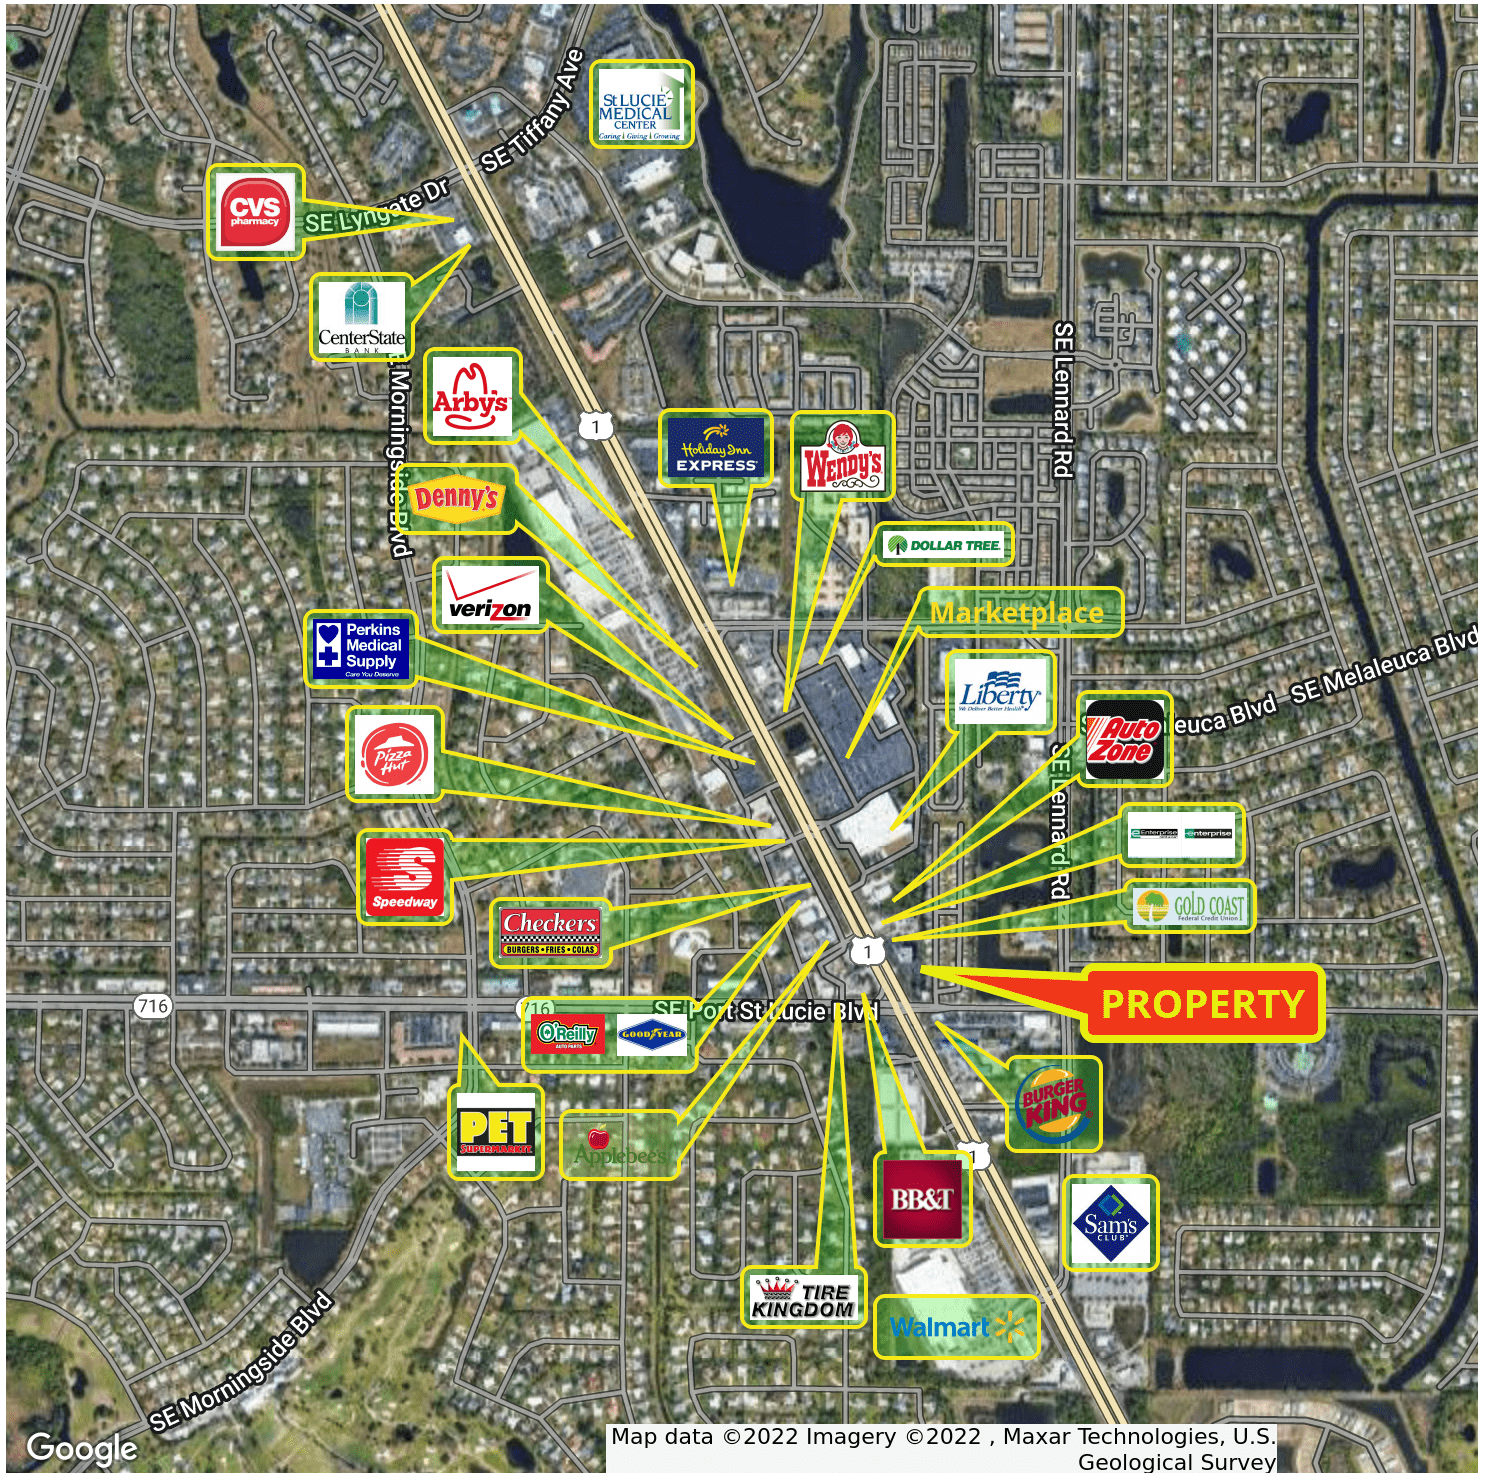 SE Tiffany Ave
St LUCIE
MEDICAL
CENTER
Caring | Giving | Growing
CVS
pharmacy
SE Lyngate Dr
CenterState
BANK
Morningside Blvd
Arby's
1
Holiday Inn
EXPRESS
Wendy's
SE Lennard Rd
Denny's
DOLLAR TREE
verizon
Marketplace
Perkins
Medical
Supply
Care You Deserve
Liberty
We Deliver Better Health
SE Melaleuca Blvd
leuca Blvd
Auto
Zone
Pizza
Hut
SE Lennard Rd
Enterprise
enterprise
Speedway
GOLD COAST
Federal Credit Union
Checkers
BURGERS • FRIES • COLAS
1
PROPERTY
716
716
SE Port St Lucie Blvd
O'Reilly
AUTO PARTS
GOOD YEAR
BURGER
KING
PET
SUPERMARKET
Applebee's
1
BB&T
Sam's
CLUB
TIRE
KINGDOM
Walmart
SE Morningside Blvd
Google
Map data ©2022 Imagery ©2022 , Maxar Technologies, U.S.
Geological Survey